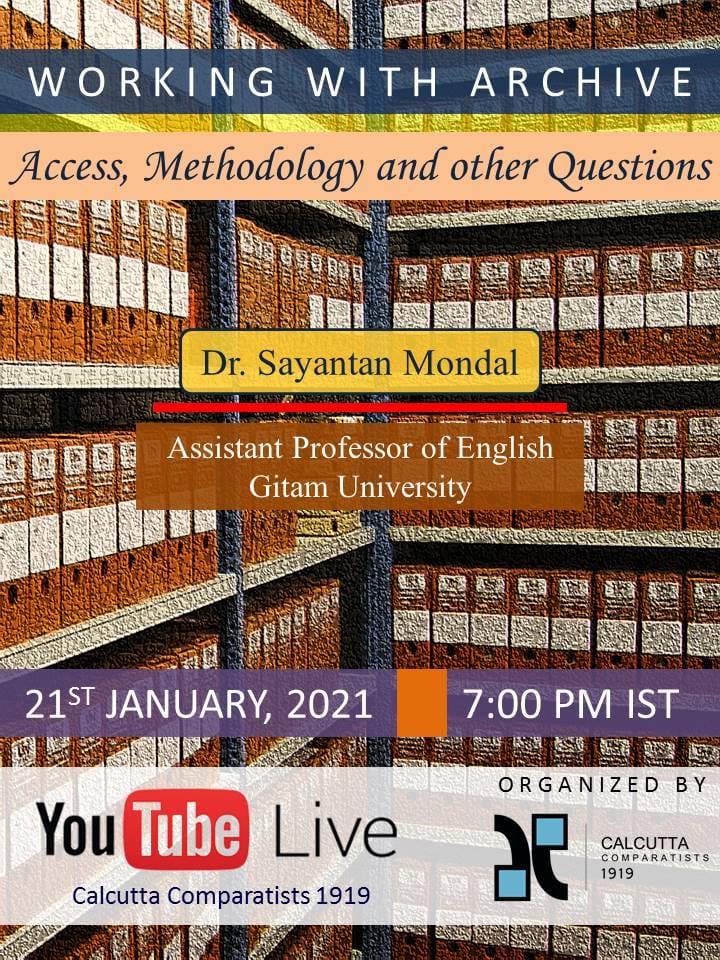 WORKING WITH ARCHIVE
Access, Methodology and other Questions
Dr. Sayantan Mondal
Assistant Professor of English
Gitam University
21ST JANUARY, 2021
7:00 PM IST
ORGANIZED BY
YouTube Live
Calcutta Comparatists 1919
CALCUTTA
COMPARATISTS
1919